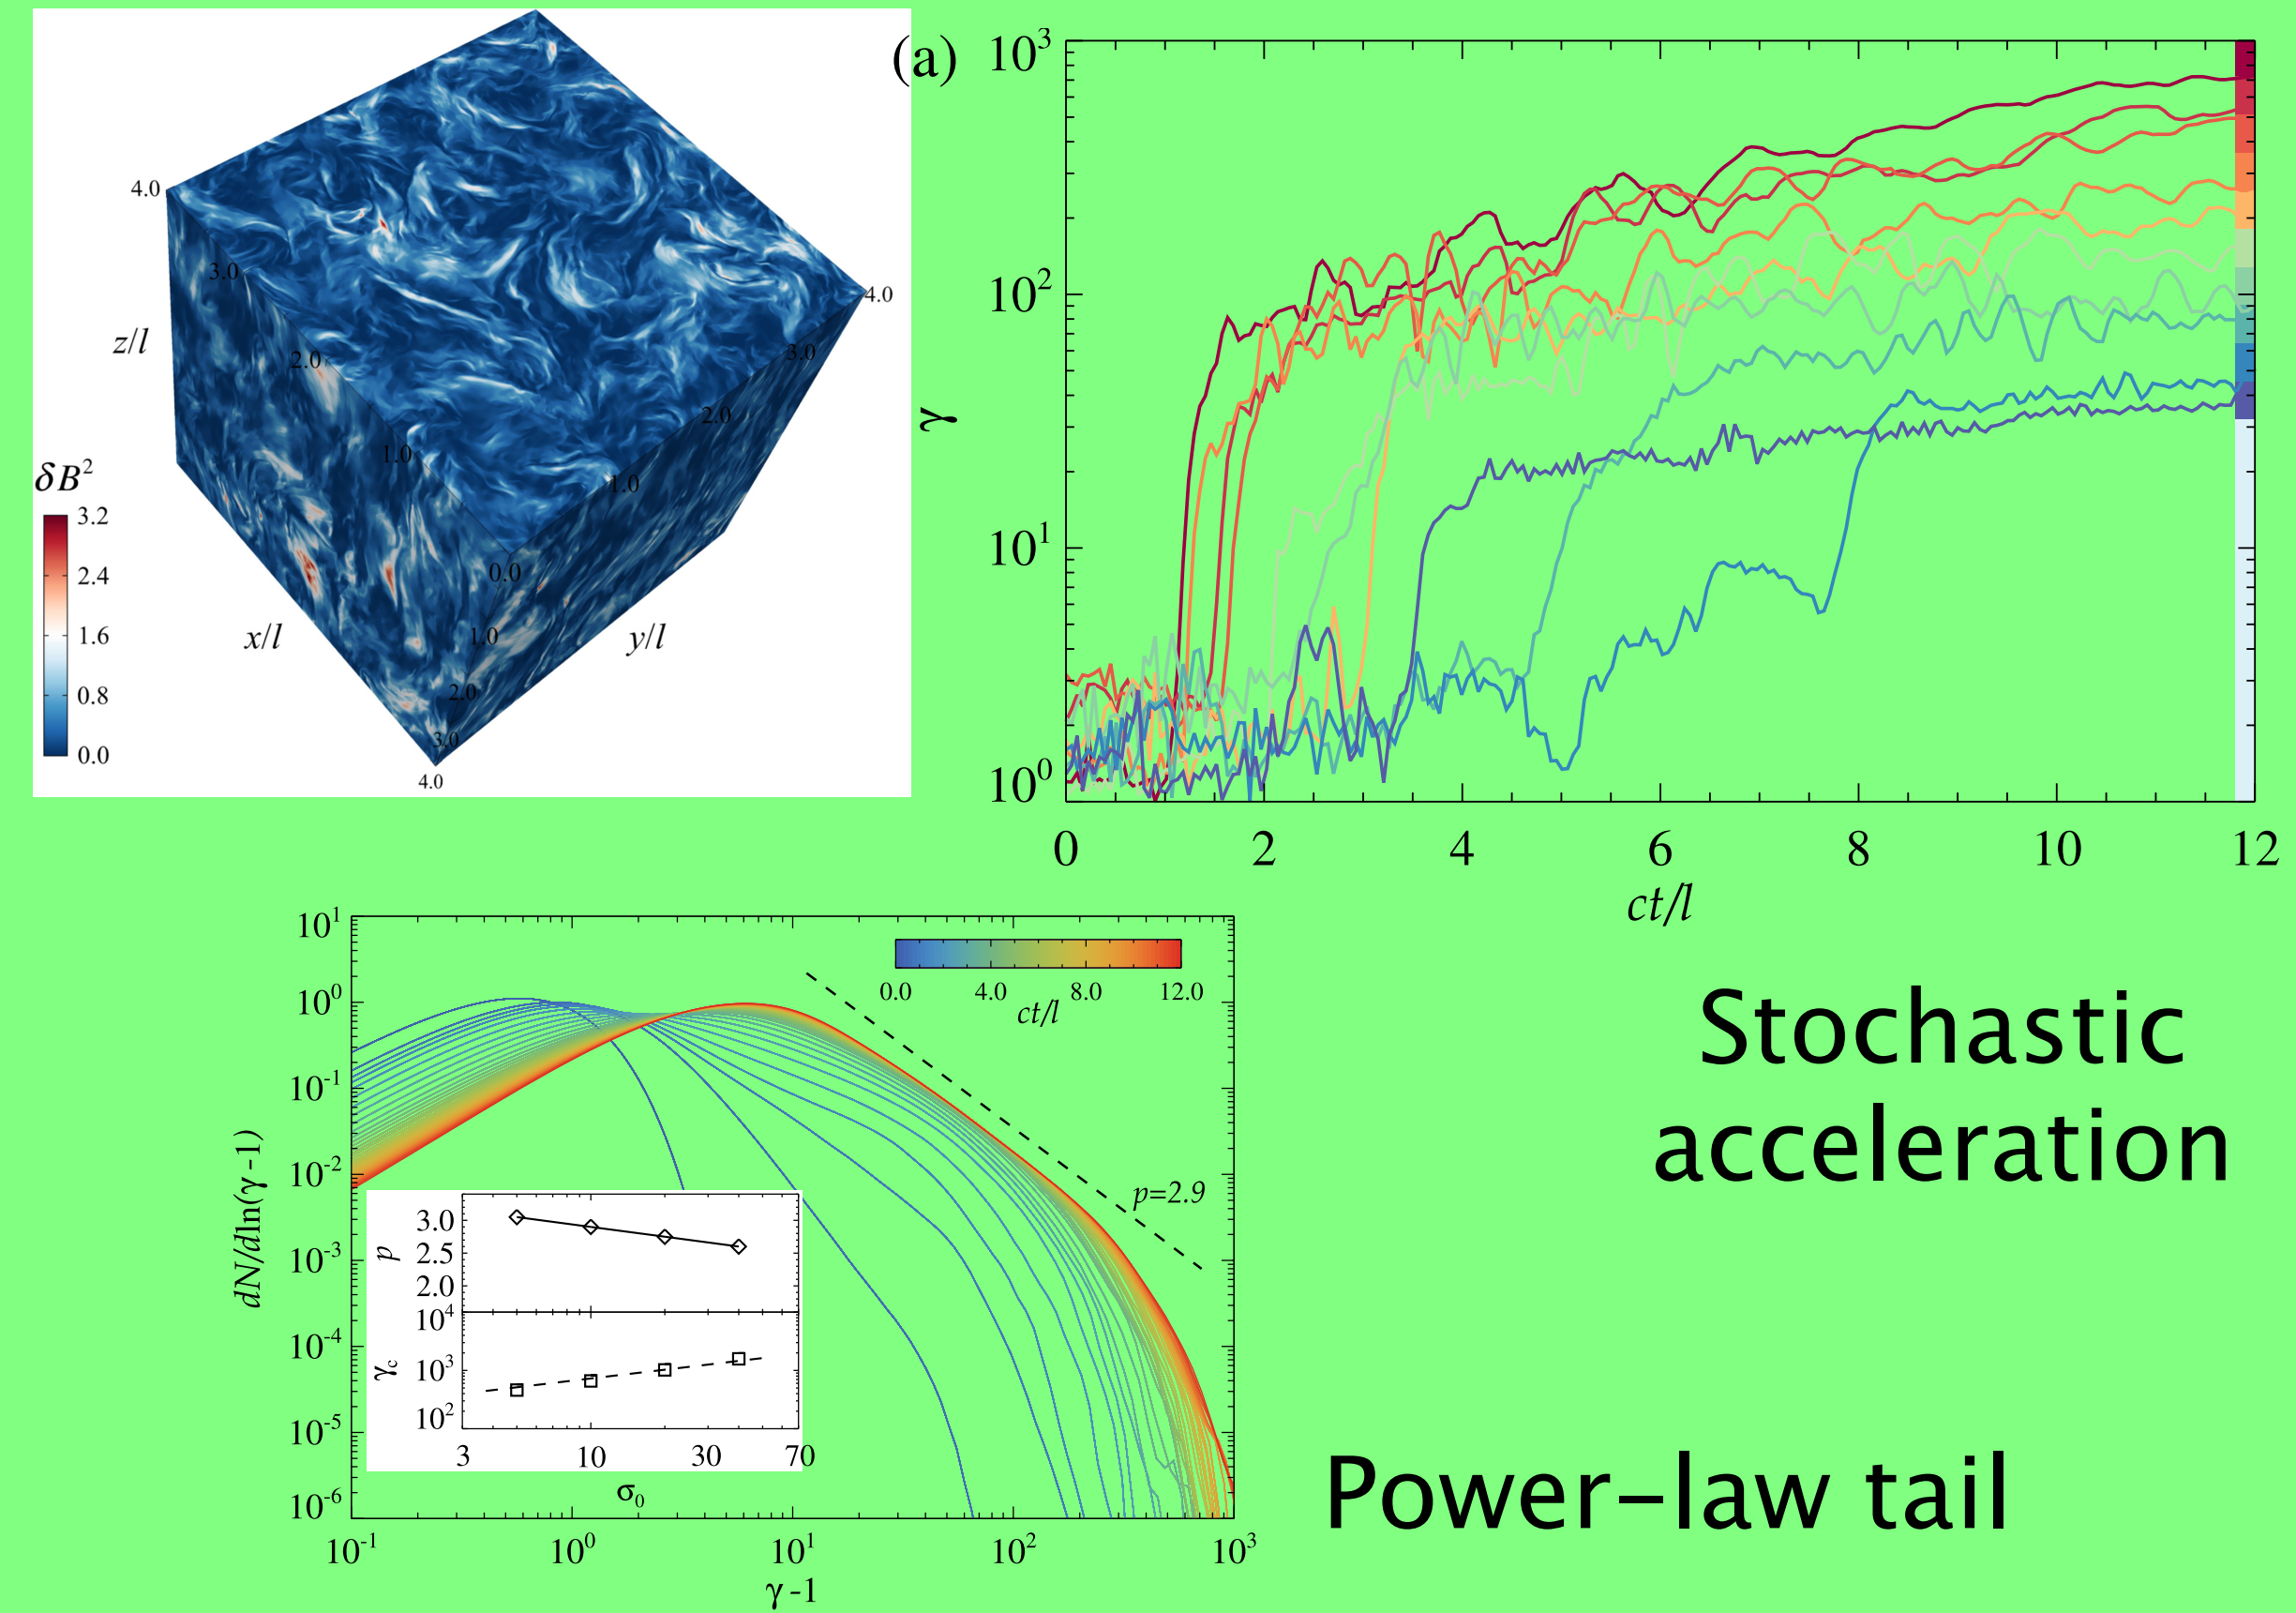 (a)
10³
10²
10¹
10⁰
γ
0 2 4 6 8 10 12
ct/l
4.0
3.0
2.0
1.0
0.0
z/l
4.0
3.0
2.0
1.0
x/l
y/l
1.0
2.0
3.0
4.0
δB²
3.2
2.4
1.6
0.8
0.0
10¹
10⁰
10⁻¹
10⁻²
10⁻³
10⁻⁴
10⁻⁵
10⁻⁶
dN/dln(γ-1)
0.0 4.0 8.0 12.0
ct/l
p=2.9
3.0
2.5
2.0
p
10⁴
10³
10²
γc
3 10 30 70
σ₀
10⁻¹ 10⁰ 10¹ 10² 10³
γ-1
Stochastic
acceleration
Power-law tail